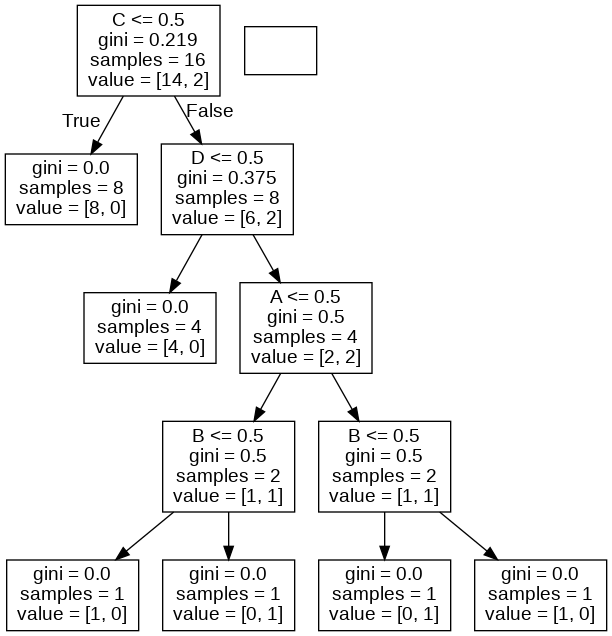 C <= 0.5
gini = 0.219
samples = 16
value = [14, 2]
True
False
gini = 0.0
samples = 8
value = [8, 0]
D <= 0.5
gini = 0.375
samples = 8
value = [6, 2]
gini = 0.0
samples = 4
value = [4, 0]
A <= 0.5
gini = 0.5
samples = 4
value = [2, 2]
B <= 0.5
gini = 0.5
samples = 2
value = [1, 1]
B <= 0.5
gini = 0.5
samples = 2
value = [1, 1]
gini = 0.0
samples = 1
value = [1, 0]
gini = 0.0
samples = 1
value = [0, 1]
gini = 0.0
samples = 1
value = [0, 1]
gini = 0.0
samples = 1
value = [1, 0]